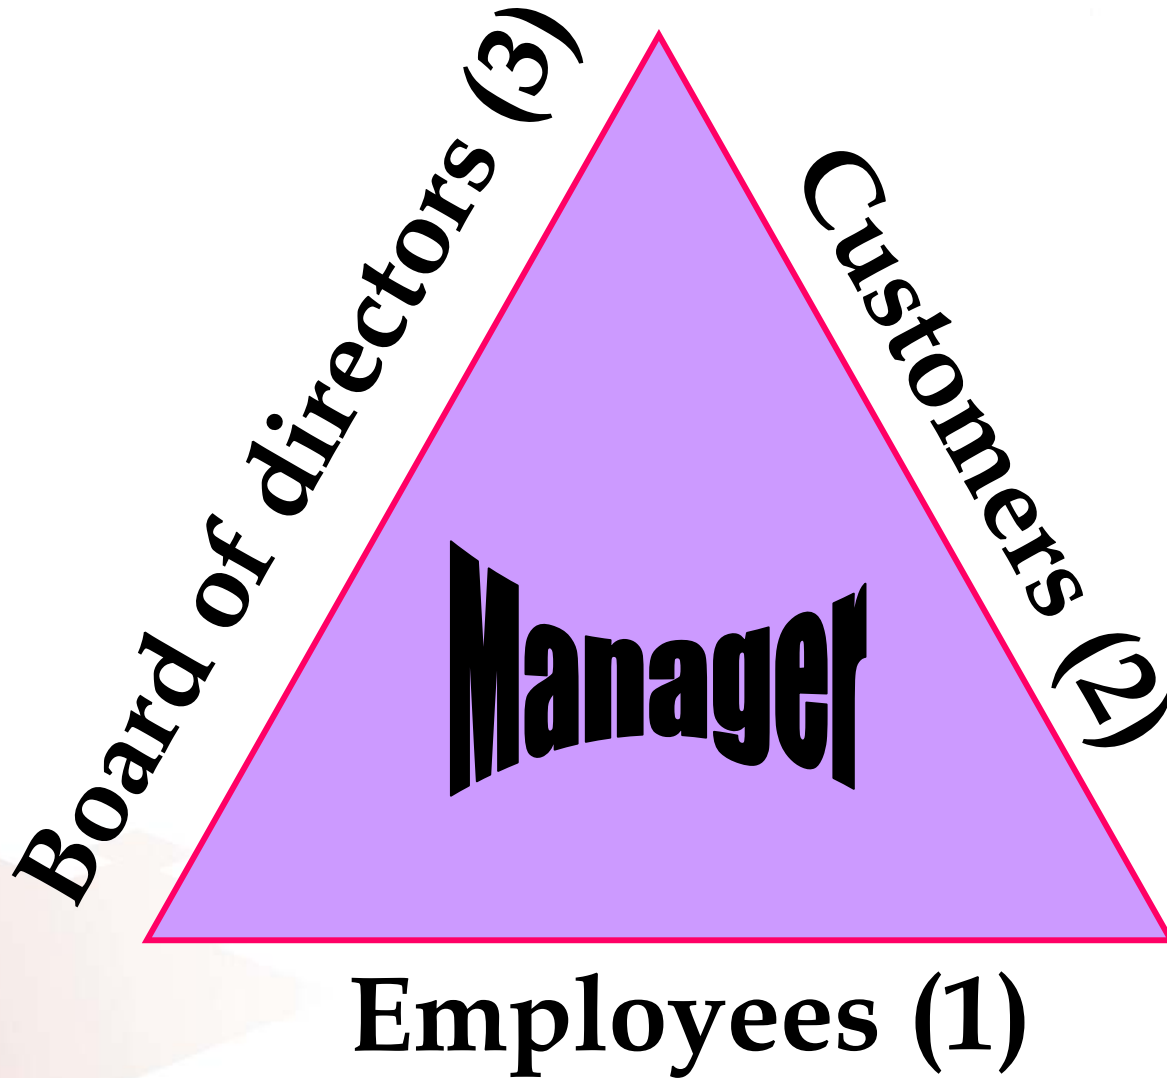 Board of directors (3)
Customers (2)
Manager
Employees (1)